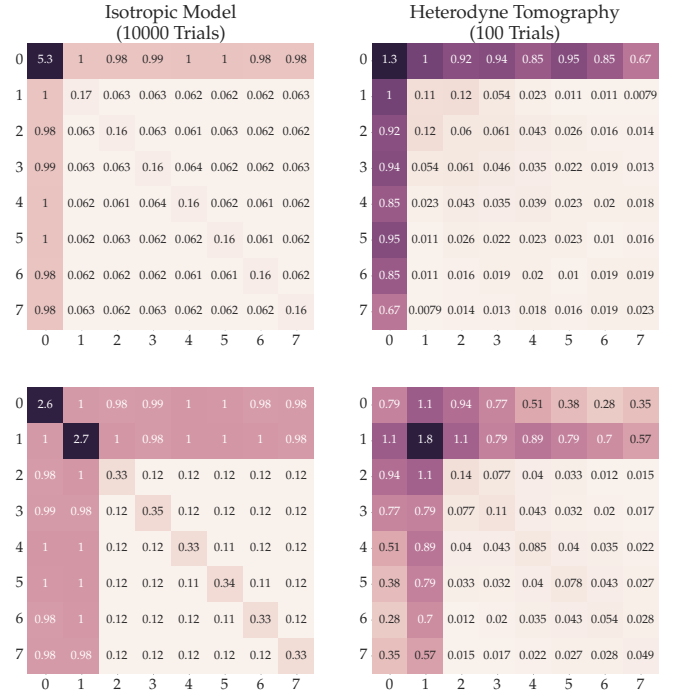 Isotropic Model
(10000 Trials)
Heterodyne Tomography
(100 Trials)
0 5.3 1 0.98 0.99 1 1 0.98 0.98
1 1 0.17 0.063 0.063 0.062 0.062 0.062 0.063
2 0.98 0.063 0.16 0.063 0.061 0.063 0.062 0.062
3 0.99 0.063 0.063 0.16 0.064 0.062 0.062 0.063
4 1 0.062 0.061 0.064 0.16 0.062 0.061 0.062
5 1 0.062 0.063 0.062 0.062 0.16 0.061 0.062
6 0.98 0.062 0.062 0.062 0.061 0.061 0.16 0.062
7 0.98 0.063 0.062 0.063 0.062 0.062 0.062 0.16
0 1 2 3 4 5 6 7
0 1.3 1 0.92 0.94 0.85 0.95 0.85 0.67
1 1 0.11 0.12 0.054 0.023 0.011 0.011 0.0079
2 0.92 0.12 0.06 0.061 0.043 0.026 0.016 0.014
3 0.94 0.054 0.061 0.046 0.035 0.022 0.019 0.013
4 0.85 0.023 0.043 0.035 0.039 0.023 0.02 0.018
5 0.95 0.011 0.026 0.022 0.023 0.023 0.01 0.016
6 0.85 0.011 0.016 0.019 0.02 0.01 0.019 0.019
7 0.67 0.0079 0.014 0.013 0.018 0.016 0.019 0.023
0 1 2 3 4 5 6 7
0 2.6 1 0.98 0.99 1 1 0.98 0.98
1 1 2.7 1 0.98 1 1 1 0.98
2 0.98 1 0.33 0.12 0.12 0.12 0.12 0.12
3 0.99 0.98 0.12 0.35 0.12 0.12 0.12 0.12
4 1 1 0.12 0.12 0.33 0.11 0.12 0.12
5 1 1 0.12 0.12 0.11 0.34 0.11 0.12
6 0.98 1 0.12 0.12 0.12 0.11 0.33 0.12
7 0.98 0.98 0.12 0.12 0.12 0.12 0.12 0.33
0 1 2 3 4 5 6 7
0 0.79 1.1 0.94 0.77 0.51 0.38 0.28 0.35
1 1.1 1.8 1.1 0.79 0.89 0.79 0.7 0.57
2 0.94 1.1 0.14 0.077 0.04 0.033 0.012 0.015
3 0.77 0.79 0.077 0.11 0.043 0.032 0.02 0.017
4 0.51 0.89 0.04 0.043 0.085 0.04 0.035 0.022
5 0.38 0.79 0.033 0.032 0.04 0.078 0.043 0.027
6 0.28 0.7 0.012 0.02 0.035 0.043 0.054 0.028
7 0.35 0.57 0.015 0.017 0.022 0.027 0.028 0.049
0 1 2 3 4 5 6 7